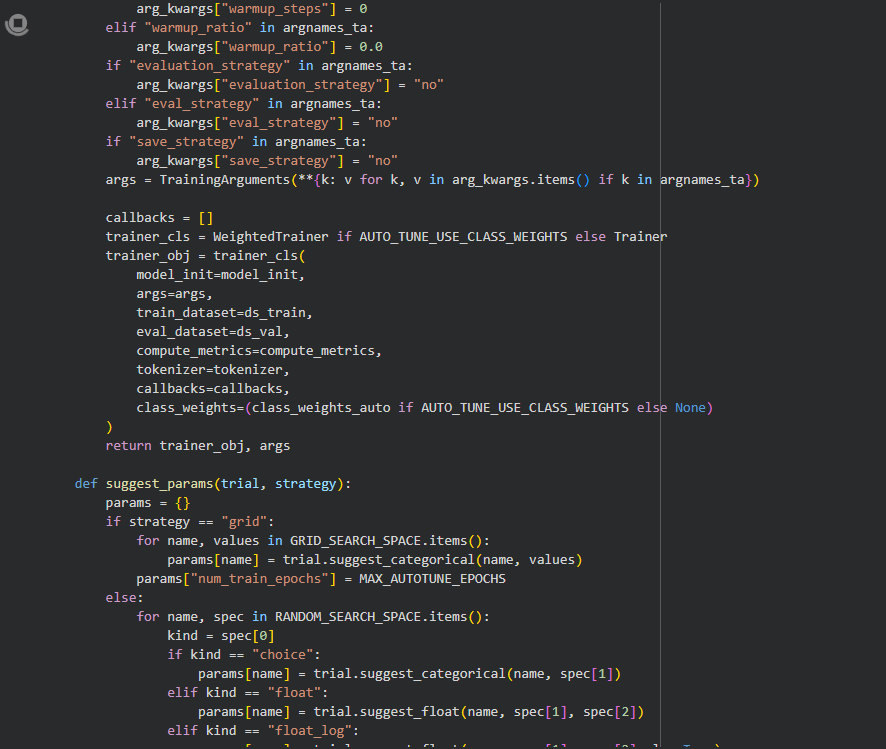 arg_kwargs["warmup_steps"] = 0
        elif "warmup_ratio" in argnames_ta:
            arg_kwargs["warmup_ratio"] = 0.0
        if "evaluation_strategy" in argnames_ta:
            arg_kwargs["evaluation_strategy"] = "no"
        elif "eval_strategy" in argnames_ta:
            arg_kwargs["eval_strategy"] = "no"
        if "save_strategy" in argnames_ta:
            arg_kwargs["save_strategy"] = "no"
        args = TrainingArguments(**{k: v for k, v in arg_kwargs.items() if k in argnames_ta})

        callbacks = []
        trainer_cls = WeightedTrainer if AUTO_TUNE_USE_CLASS_WEIGHTS else Trainer
        trainer_obj = trainer_cls(
            model_init=model_init,
            args=args,
            train_dataset=ds_train,
            eval_dataset=ds_val,
            compute_metrics=compute_metrics,
            tokenizer=tokenizer,
            callbacks=callbacks,
            class_weights=(class_weights_auto if AUTO_TUNE_USE_CLASS_WEIGHTS else None)
        )
        return trainer_obj, args

    def suggest_params(trial, strategy):
        params = {}
        if strategy == "grid":
            for name, values in GRID_SEARCH_SPACE.items():
                params[name] = trial.suggest_categorical(name, values)
            params["num_train_epochs"] = MAX_AUTOTUNE_EPOCHS
        else:
            for name, spec in RANDOM_SEARCH_SPACE.items():
                kind = spec[0]
                if kind == "choice":
                    params[name] = trial.suggest_categorical(name, spec[1])
                elif kind == "float":
                    params[name] = trial.suggest_float(name, spec[1], spec[2])
                elif kind == "float_log":